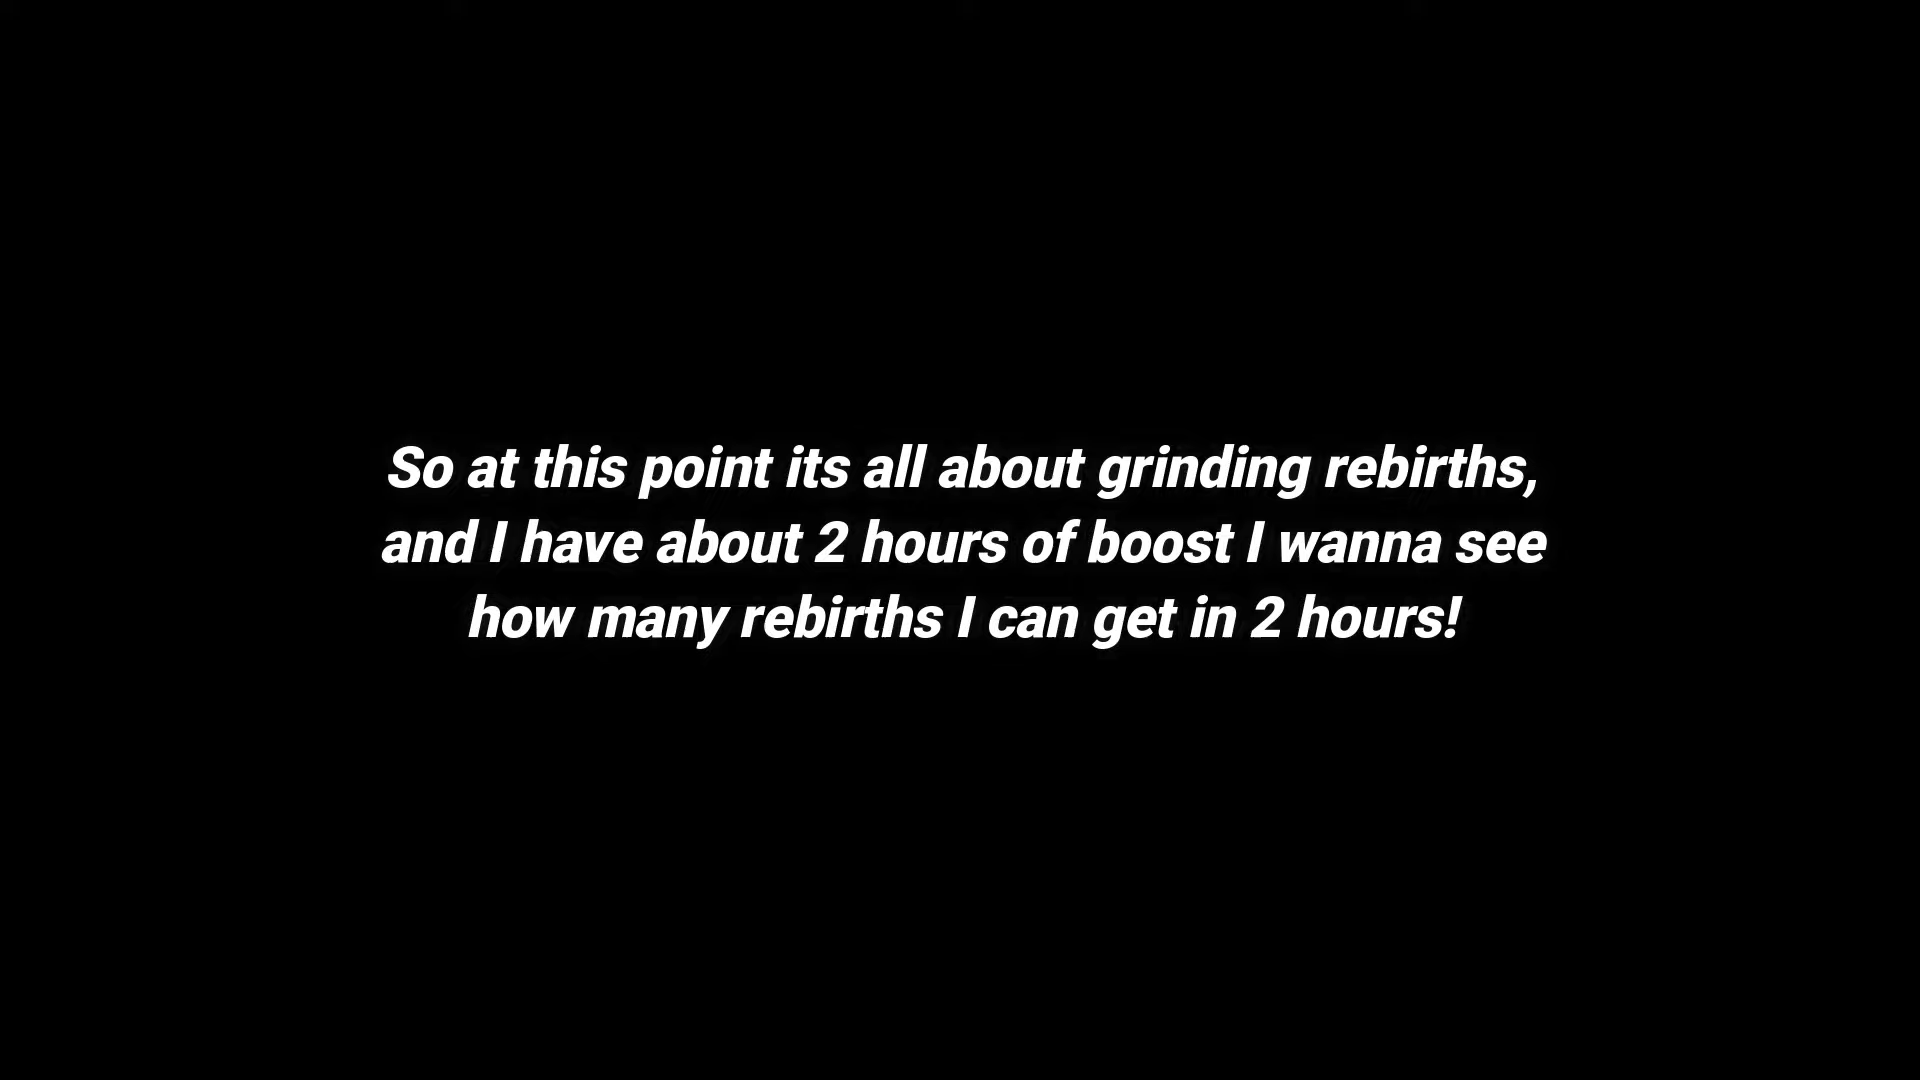 So at this point its all about grinding rebirths,
and I have about 2 hours of boost I wanna see
how many rebirths I can get in 2 hours!